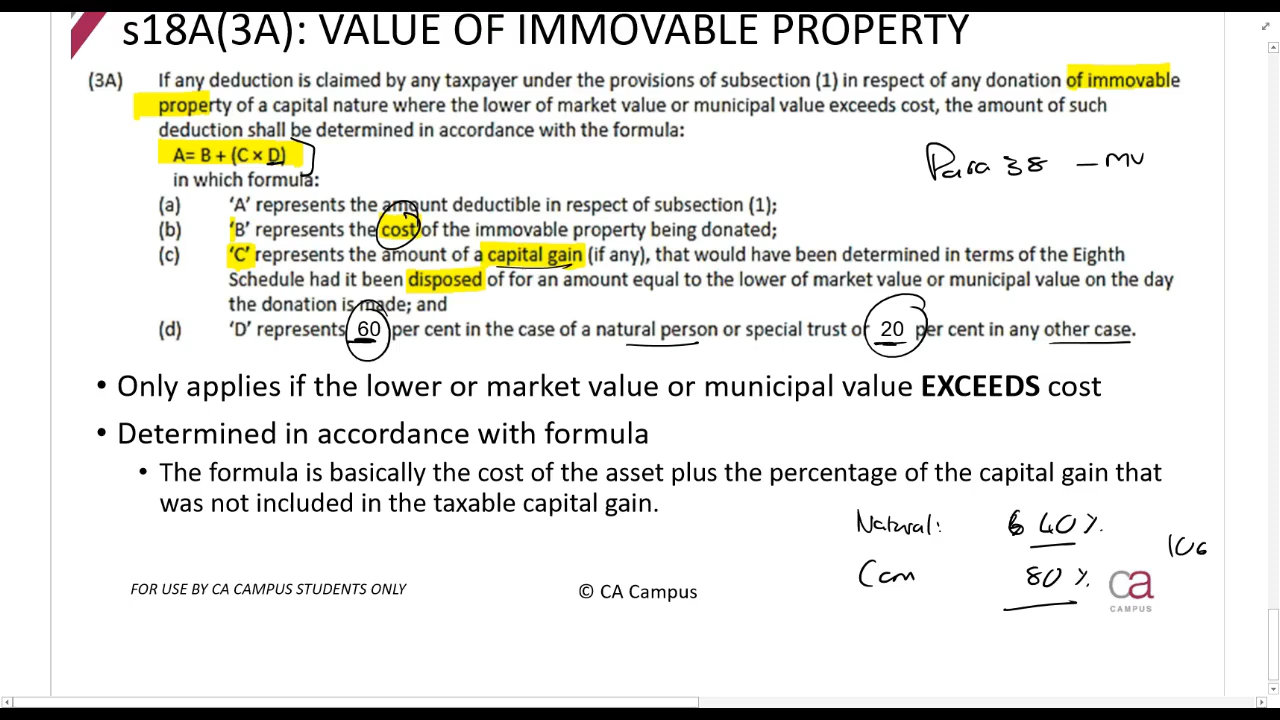 s18A(3A): VALUE OF IMMOVABLE PROPERTY
(3A) If any deduction is claimed by any taxpayer under the provisions of subsection (1) in respect of any donation of immovable
property of a capital nature where the lower of market value or municipal value exceeds cost, the amount of such
deduction shall be determined in accordance with the formula:
A= B + (C × D)
Para 38 – MV
in which formula:
(a) ‘A’ represents the amount deductible in respect of subsection (1);
(b) ‘B’ represents the cost of the immovable property being donated;
(c) ‘C’ represents the amount of a capital gain (if any), that would have been determined in terms of the Eighth
Schedule had it been disposed of for an amount equal to the lower of market value or municipal value on the day
the donation is made; and
(d) ‘D’ represents 60 per cent in the case of a natural person or special trust or 20 per cent in any other case.
• Only applies if the lower or market value or municipal value EXCEEDS cost
• Determined in accordance with formula
• The formula is basically the cost of the asset plus the percentage of the capital gain that
was not included in the taxable capital gain.
Natural: 40%.
80%.
FOR USE BY CA CAMPUS STUDENTS ONLY
© CA Campus
ca
CAMPUS